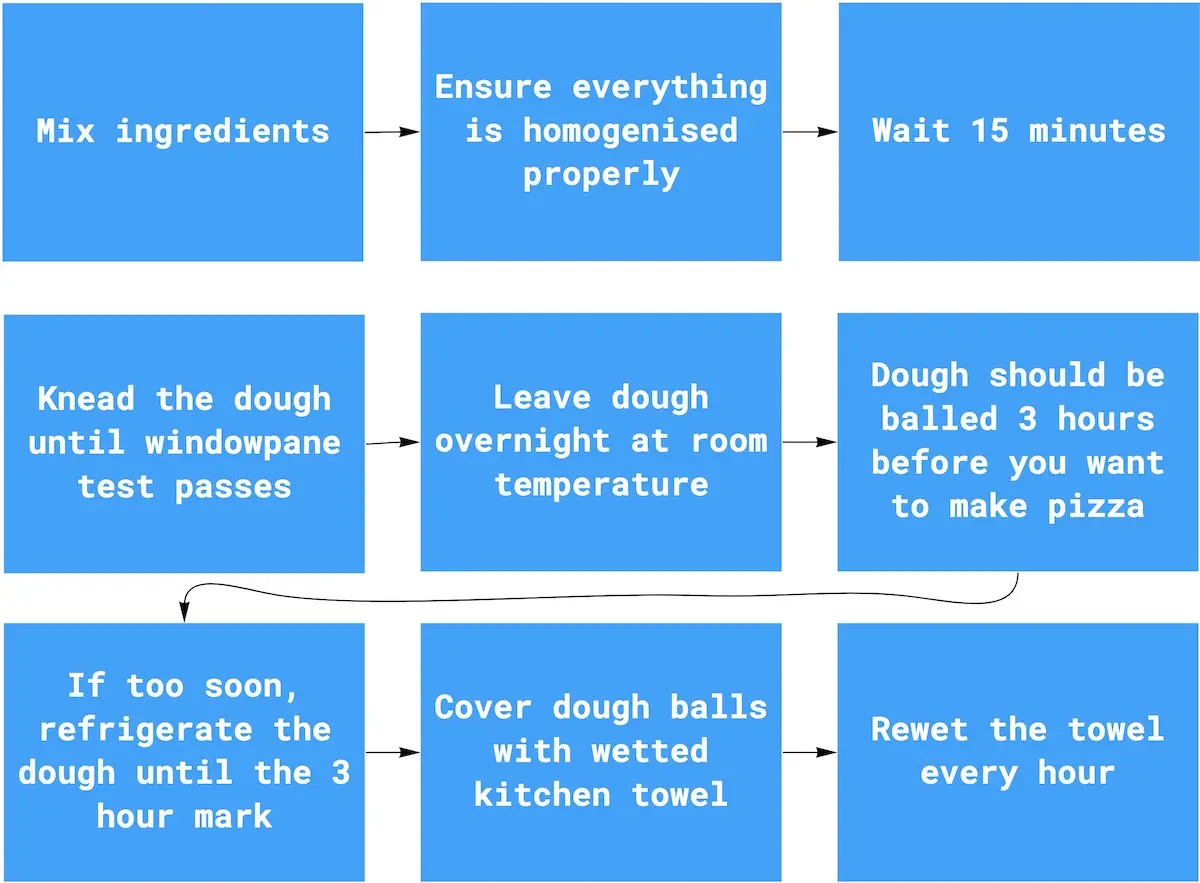 Mix ingredients
Ensure everything
is homogenised
properly
Wait 15 minutes
Knead the dough
until windowpane
test passes
Leave dough
overnight at room
temperature
Dough should be
balled 3 hours
before you want
to make pizza
If too soon,
refrigerate the
dough until the 3
hour mark
Cover dough balls
with wetted
kitchen towel
Rewet the towel
every hour